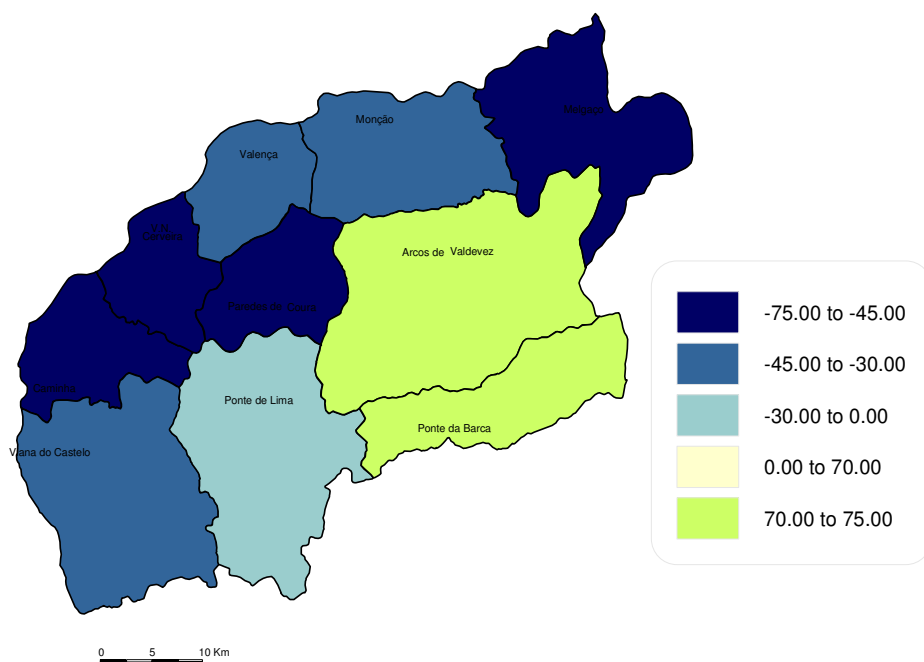 Melgaço
Monção
Valença
V.N.
Cerveira
Arcos de Valdevez
Paredes de Coura
Caminha
Ponte de Lima
Ponte da Barca
Viana do Castelo
-75.00 to -45.00
-45.00 to -30.00
-30.00 to 0.00
0.00 to 70.00
70.00 to 75.00
0 5 10 Km